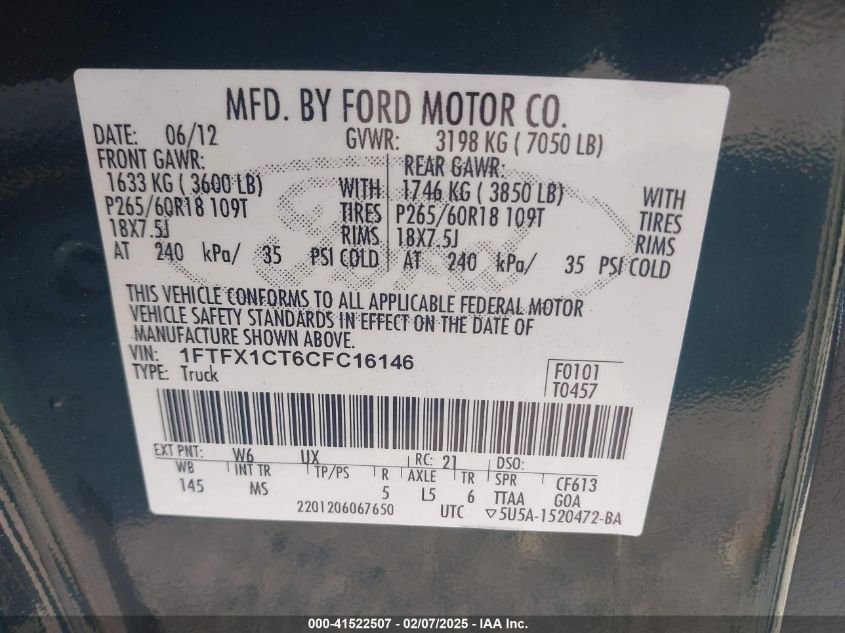 MFD. BY FORD MOTOR CO.
DATE: 06/12 GVWR: 3198 KG ( 7050 LB)
FRONT GAWR: REAR GAWR:
1633 KG ( 3600 LB) WITH 1746 KG ( 3850 LB) WITH
P265/60R18 109T TIRES P265/60R18 109T TIRES
18X7.5J RIMS 18X7.5J RIMS
AT 240 kPa/ 35 PSI COLD AT 240 kPa/ 35 PSI COLD
Ford
THIS VEHICLE CONFORMS TO ALL APPLICABLE FEDERAL MOTOR
VEHICLE SAFETY STANDARDS IN EFFECT ON THE DATE OF
MANUFACTURE SHOWN ABOVE.
VIN: 1FTFX1CT6CFC16146
TYPE: Truck
F0101
T0457
EXT PNT: W6 UX RC: 21 DSO:
WB INT TR TP/PS R AXLE TR SPR CF613
145 MS 5 L5 6 TTAA GOA
2201206067650 UTC ▽5U5A-1520472-BA
000-41522507 - 02/07/2025 - IAA Inc.